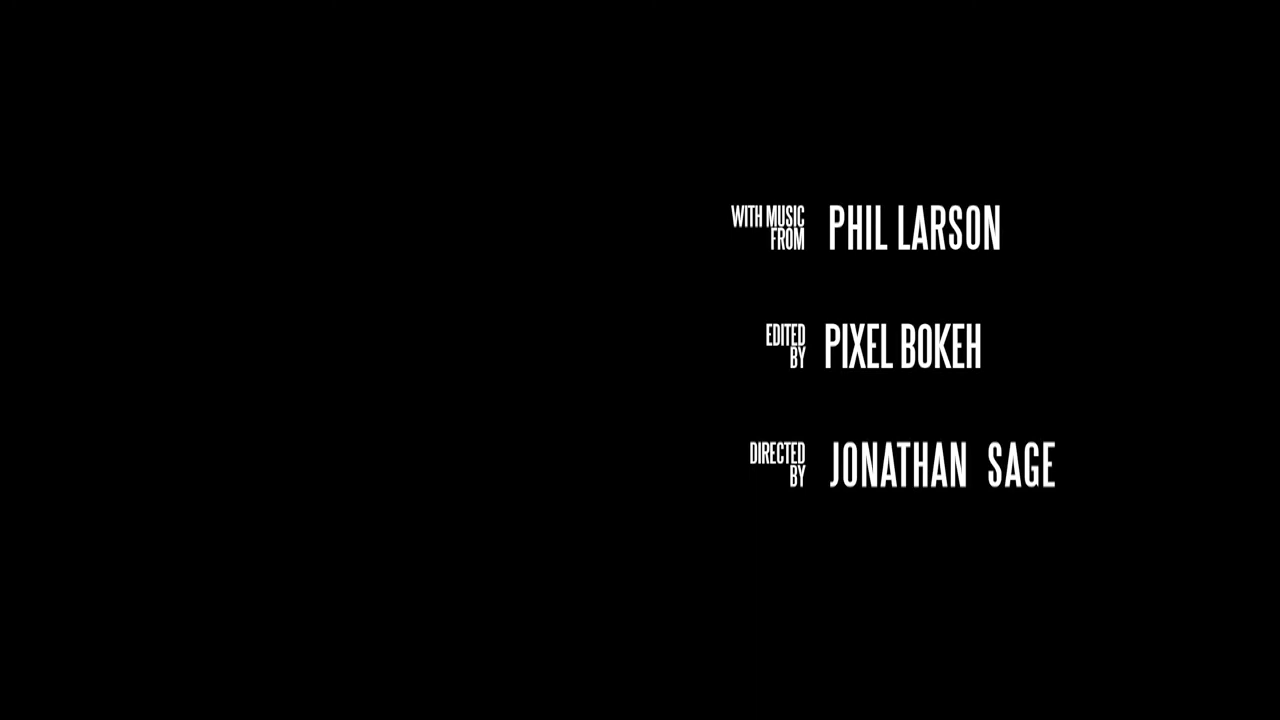 WITH MUSIC
FROM
PHIL LARSON
EDITED
BY
PIXEL BOKEH
DIRECTED
BY
JONATHAN SAGE